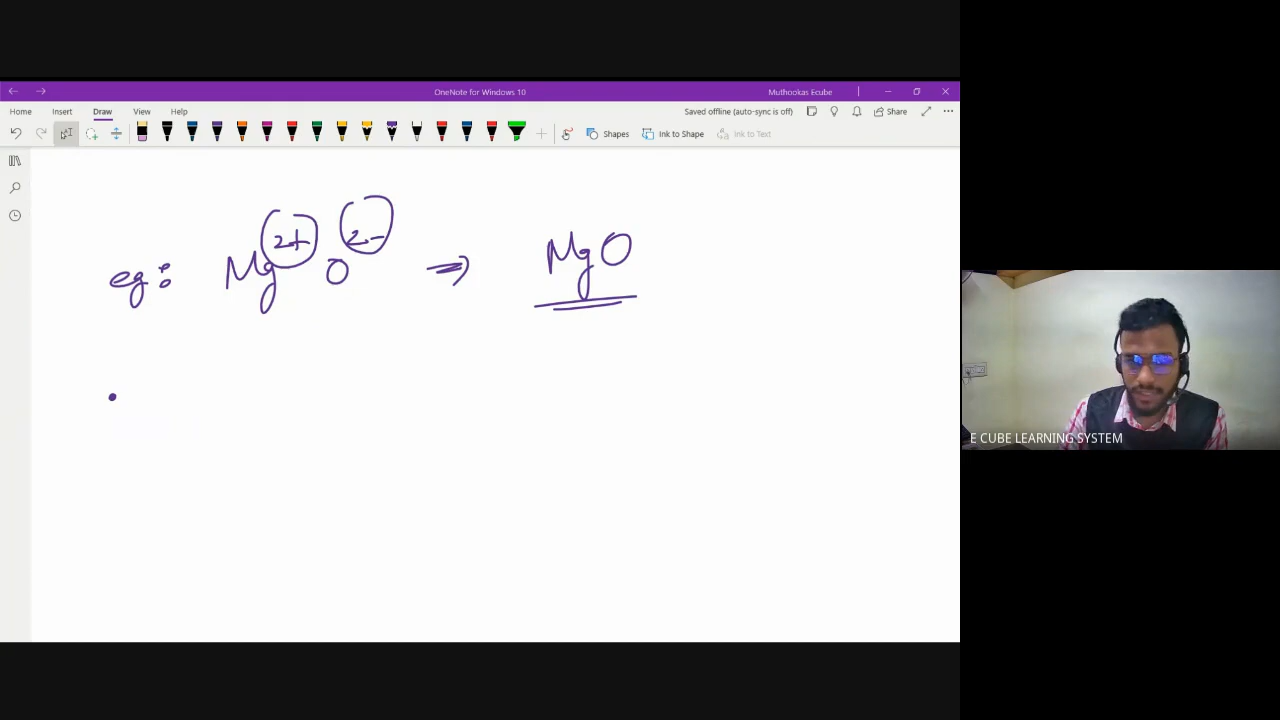 OneNote for Windows 10
Muthookas Ecube
Home Insert Draw View Help
Saved offline (auto-sync is off)
Share
Shapes
Ink to Shape
Ink to Text
eg: Mg²⁺ O²⁻ ⇒ MgO
E CUBE LEARNING SYSTEM